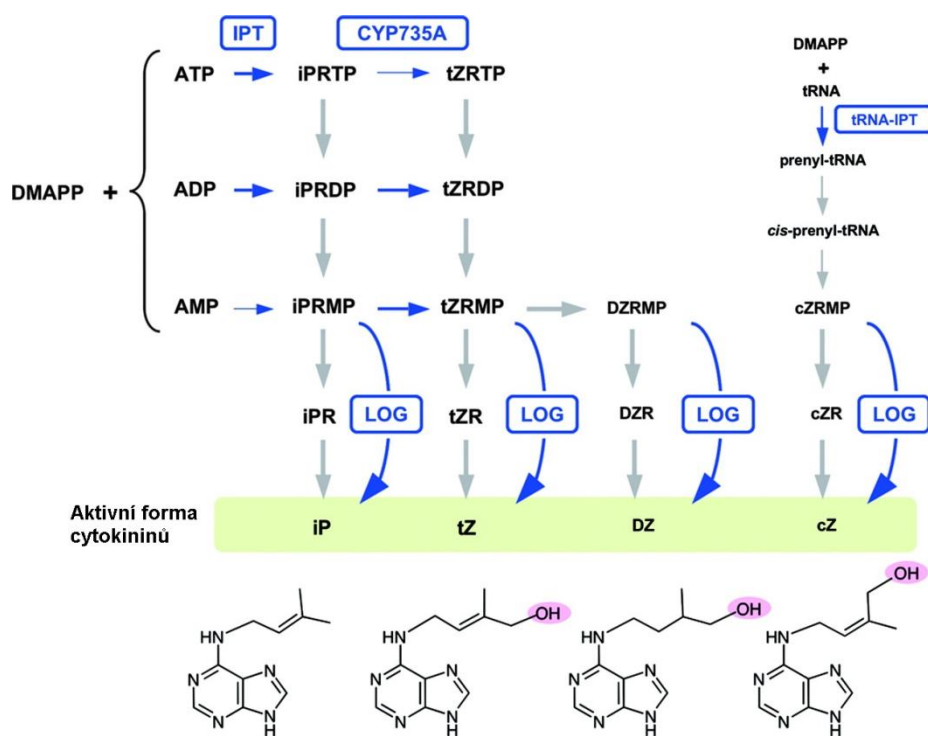 IPT CYP735A
DMAPP
+
tRNA
ATP iPRTP tZRTP
tRNA-IPT
prenyl-tRNA
DMAPP + ADP iPRDP tZRDP
cis-prenyl-tRNA
AMP iPRMP tZRMP DZRMP cZRMP
iPR LOG tZR LOG DZR LOG cZR LOG
Aktivní forma
cytokininů
iP tZ DZ cZ
OH
OH OH
HN HN HN HN
N N N N N N N N
N N N N N N N N
H H H H